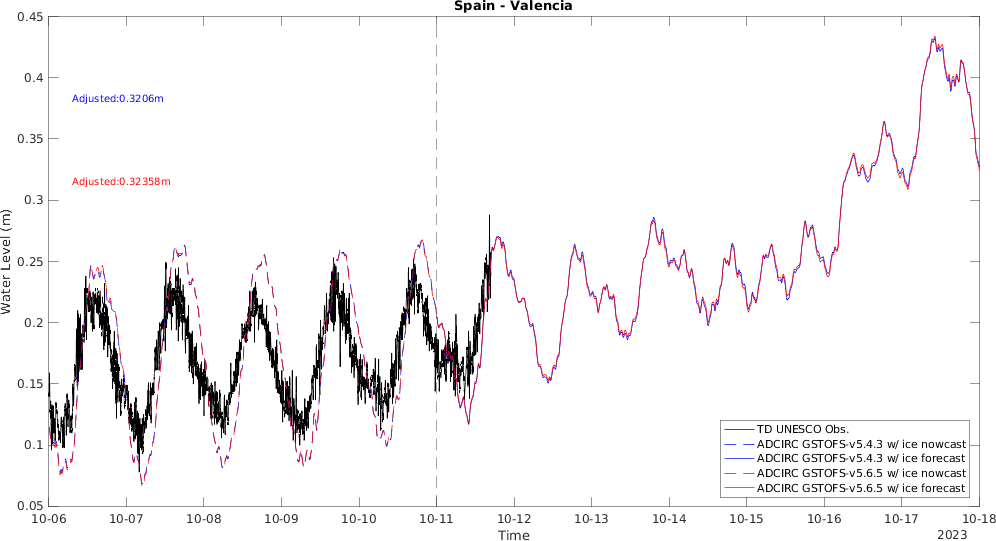 Spain - Valencia
0.45
0.4
0.35
0.3
0.25
0.2
0.15
0.1
0.05
Water Level (m)
Adjusted:0.3206m
Adjusted:0.32358m
TD UNESCO Obs.
ADCIRC GSTOFS-v5.4.3 w/ ice nowcast
ADCIRC GSTOFS-v5.4.3 w/ ice forecast
ADCIRC GSTOFS-v5.6.5 w/ ice nowcast
ADCIRC GSTOFS-v5.6.5 w/ ice forecast
10-06 10-07 10-08 10-09 10-10 10-11 10-12 10-13 10-14 10-15 10-16 10-17 10-18
Time 2023